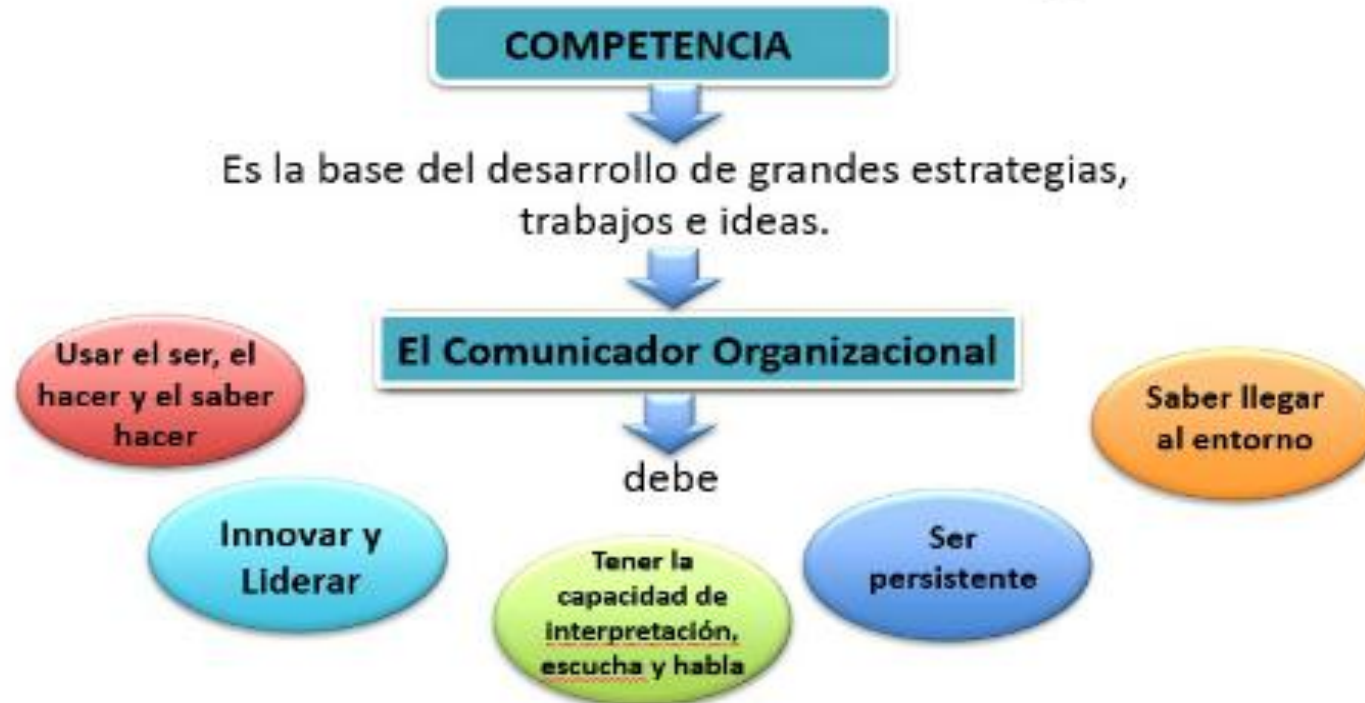 COMPETENCIA
Es la base del desarrollo de grandes estrategias,
trabajos e ideas.
El Comunicador Organizacional
debe
Usar el ser, el
hacer y el saber
hacer
Innovar y
Liderar
Tener la
capacidad de
interpretación,
escucha y habla
Ser
persistente
Saber llegar
al entorno